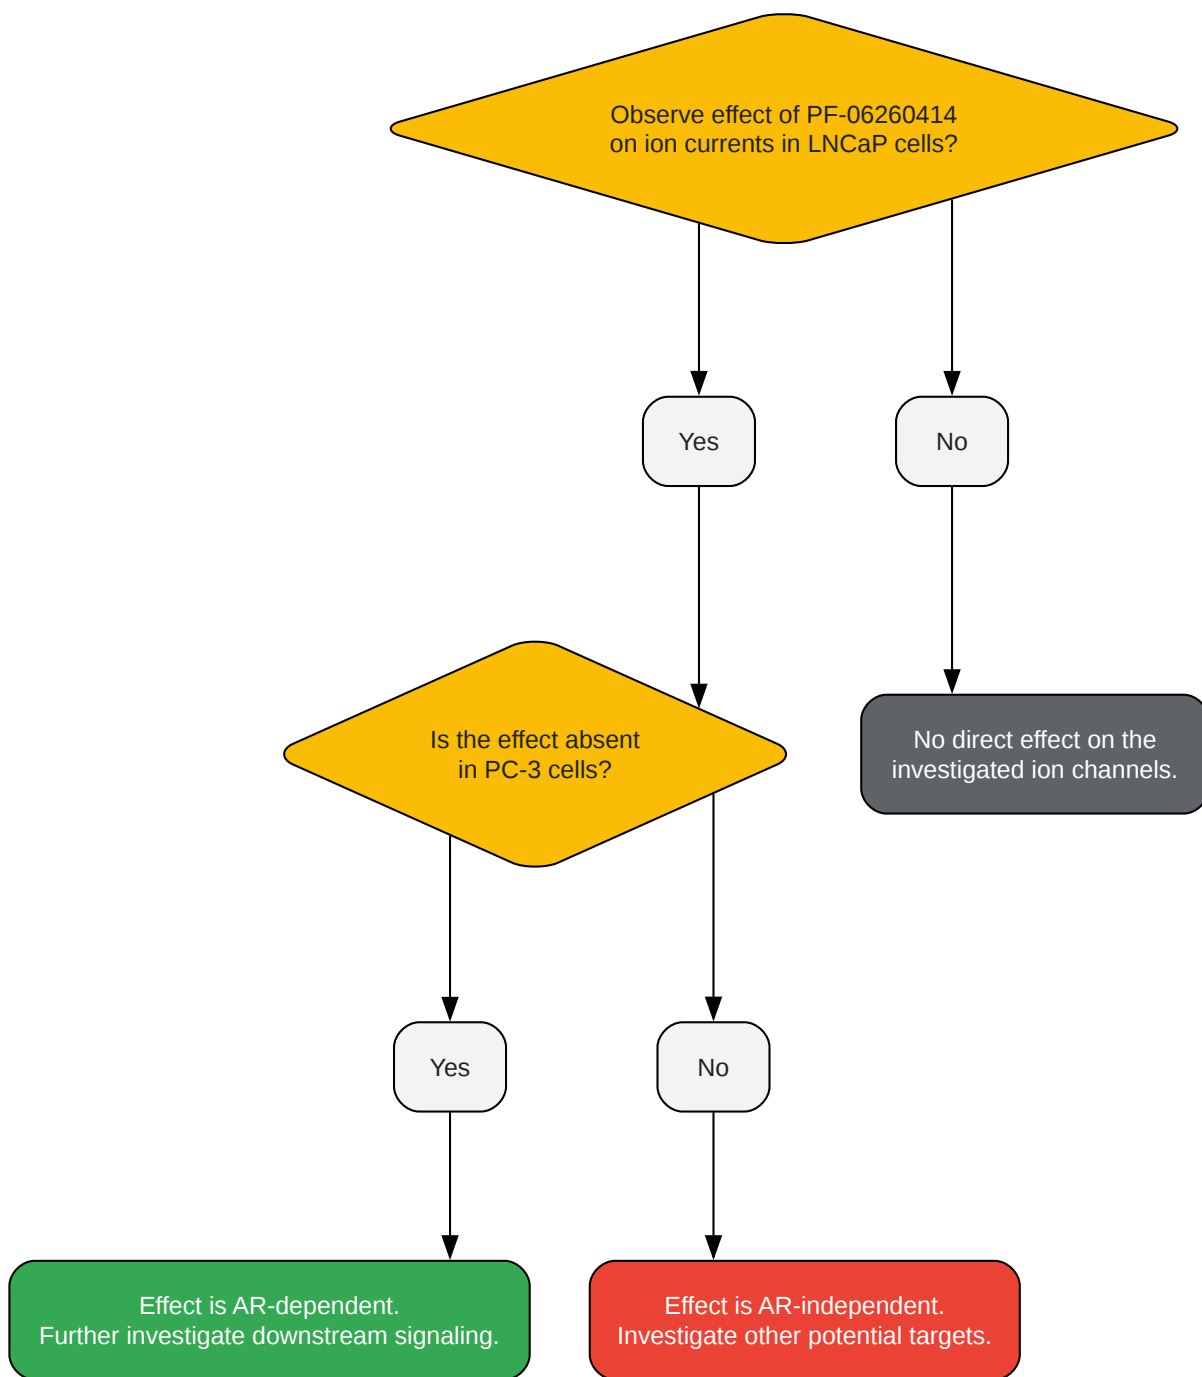 Observe effect of PF-06260414
on ion currents in LNCaP cells?
Yes
No
Is the effect absent
in PC-3 cells?
No direct effect on the
investigated ion channels.
Yes
No
Effect is AR-dependent.
Further investigate downstream signaling.
Effect is AR-independent.
Investigate other potential targets.